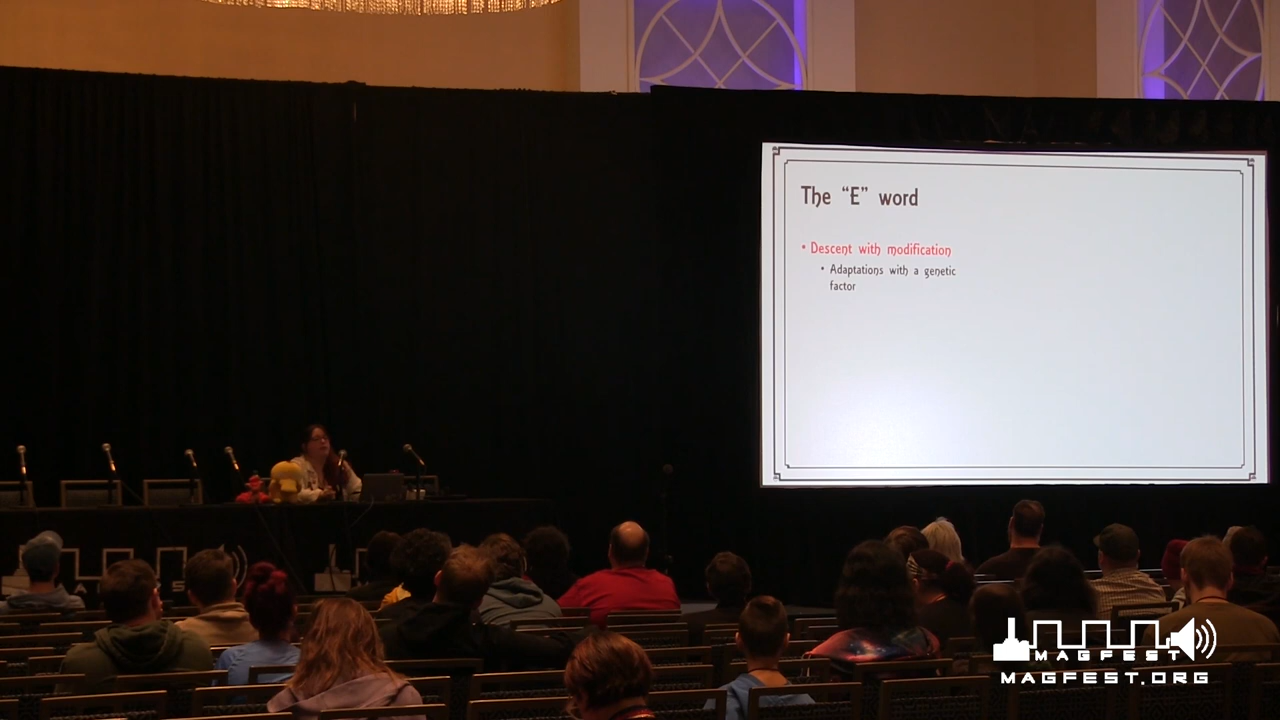 The “E” word
• Descent with modification
• Adaptations with a genetic
factor
MAGFEST
MAGFEST.ORG